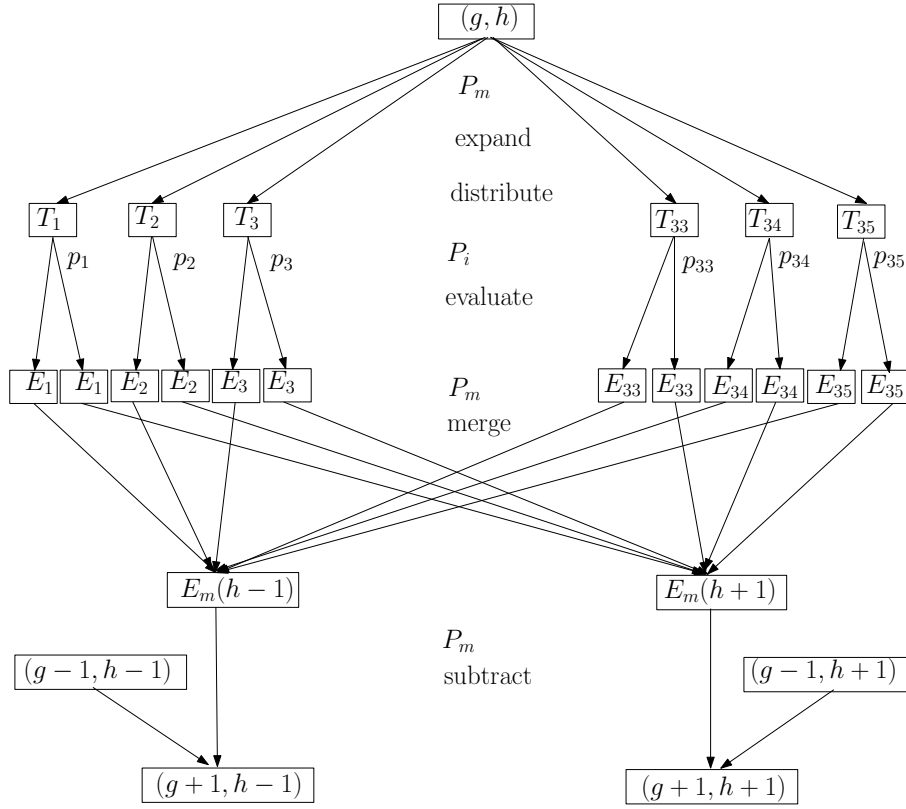 (g, h)
P_m
expand
distribute
T_1 T_2 T_3 T_33 T_34 T_35
p_1 p_2 p_3 P_i p_33 p_34 p_35
evaluate
E_1 E_1 E_2 E_2 E_3 E_3 E_33 E_33 E_34 E_34 E_35 E_35
P_m
merge
E_m(h − 1) E_m(h + 1)
P_m
subtract
(g − 1, h − 1) (g − 1, h + 1)
(g + 1, h − 1) (g + 1, h + 1)